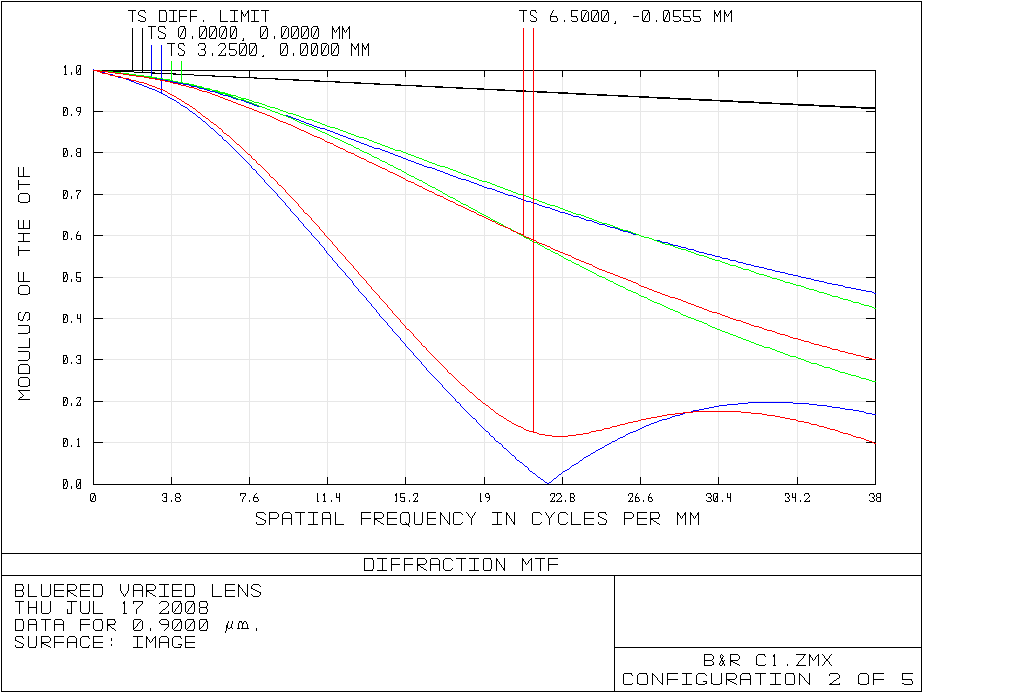 TS DIFF. LIMIT
TS 0.0000, 0.0000 MM
TS 3.2500, 0.0000 MM
TS 6.5000, -0.0555 MM
1.0
0.9
0.8
0.7
0.6
0.5
0.4
0.3
0.2
0.1
0.0
MODULUS OF THE OTF
0 3.8 7.6 11.4 15.2 19 22.8 26.6 30.4 34.2 38
SPATIAL FREQUENCY IN CYCLES PER MM
DIFFRACTION MTF
BLUERED VARIED LENS
THU JUL 17 2008
DATA FOR 0.9000 µm.
SURFACE: IMAGE
B&R C1.ZMX
CONFIGURATION 2 OF 5